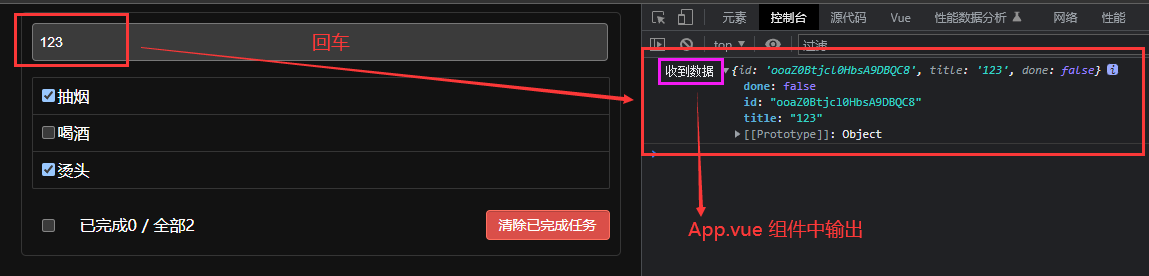 123
回车
抽烟
喝酒
烫头
已完成0 / 全部2
清除已完成任务
元素
控制台
源代码
Vue
性能数据分析
网络
性能
top
过滤
收到数据
{id: 'ooaZ0Btjcl0HbsA9DBQC8', title: '123', done: false}
done: false
id: "ooaZ0Btjcl0HbsA9DBQC8"
title: "123"
[[Prototype]]: Object
App.vue 组件中输出